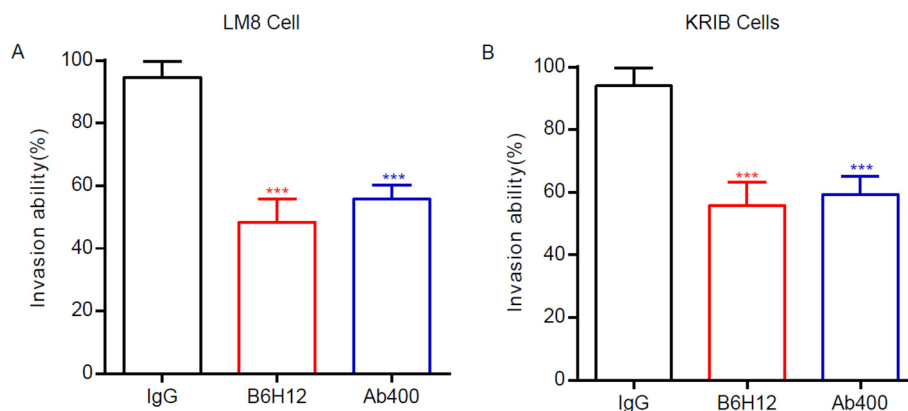 LM8 Cell
A
Invasion ability(%)
100
80
60
40
20
0
***
***
IgG
B6H12
Ab400
KRIB Cells
B
Invasion ability(%)
100
80
60
40
20
0
***
***
IgG
B6H12
Ab400